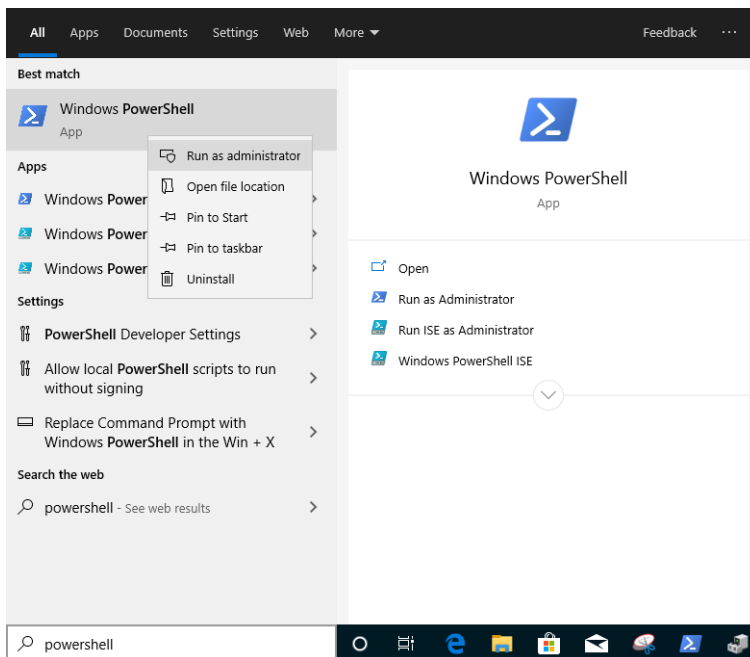 All Apps Documents Settings Web More Feedback ...
Best match
Windows PowerShell
App
Run as administrator
Open file location
Pin to Start
Pin to taskbar
Uninstall
Apps
Windows Power
Windows Power
Windows Power
Settings
PowerShell Developer Settings
Allow local PowerShell scripts to run
without signing
Replace Command Prompt with
Windows PowerShell in the Win + X
Search the web
powershell - See web results
powershell
Windows PowerShell
App
Open
Run as Administrator
Run ISE as Administrator
Windows PowerShell ISE